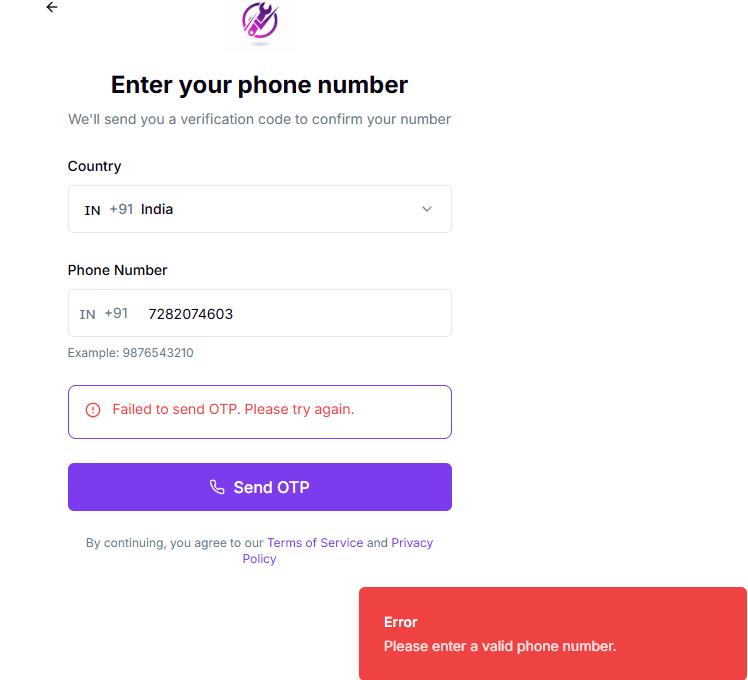 Enter your phone number
We'll send you a verification code to confirm your number
Country
IN +91 India
Phone Number
IN +91 7282074603
Example: 9876543210
Failed to send OTP. Please try again.
Send OTP
By continuing, you agree to our Terms of Service and Privacy
Policy
Error
Please enter a valid phone number.